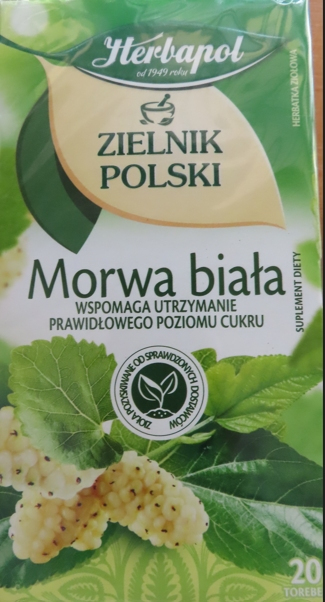 Herbapol
od 1949 roku
HERBATKA ZIOŁOWA
ZIELNIK
POLSKI
Morwa biała
WSPOMAGA UTRZYMANIE
PRAWIDŁOWEGO POZIOMU CUKRU
SUPLEMENT DIETY
ZIOŁA POZYSKIWANE OD SPRAWDZONYCH DOSTAWCÓW
20
TOREBE